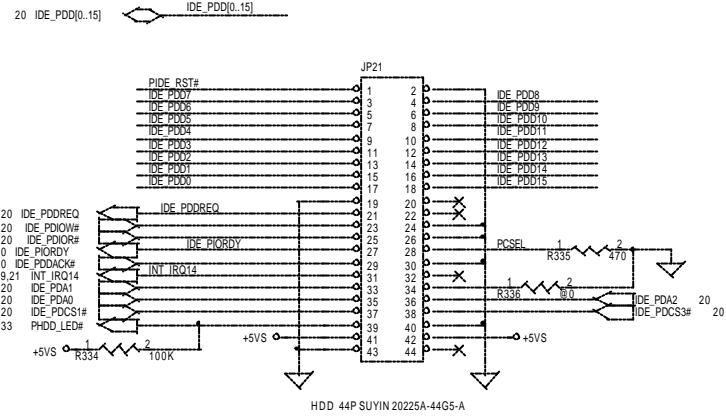 20 IDE_PDD[0..15] IDE_PDD[0..15]
JP21
PIDE_RST# 1 2
IDE_PDD7 3 4 IDE_PDD8
IDE_PDD6 5 6 IDE_PDD9
IDE_PDD5 7 8 IDE_PDD10
IDE_PDD4 9 10 IDE_PDD11
IDE_PDD3 11 12 IDE_PDD12
IDE_PDD2 13 14 IDE_PDD13
IDE_PDD1 15 16 IDE_PDD14
IDE_PDD0 17 18 IDE_PDD15
19 20
20 IDE_PDDREQ IDE_PDDREQ 21 22
20 IDE_PDIOW# 23 24
20 IDE_PDIOR# 25 26
0 IDE_PIORDY IDE_PIORDY 27 28 PCSEL 1 R335 2 470
0 IDE_PDDACK# 29 30
9,21 INT_IRQ14 INT_IRQ14 31 32
20 IDE_PDA1 33 34 1 R336 2 @0
20 IDE_PDA0 35 36 IDE_PDA2 20
20 IDE_PDCS1# 37 38 IDE_PDCS3# 20
33 PHDD_LED# 39 40
+5VS 41 42 +5VS
+5VS 1 R334 2 100K 43 44
HDD 44P SUYIN 20225A-44G5-A